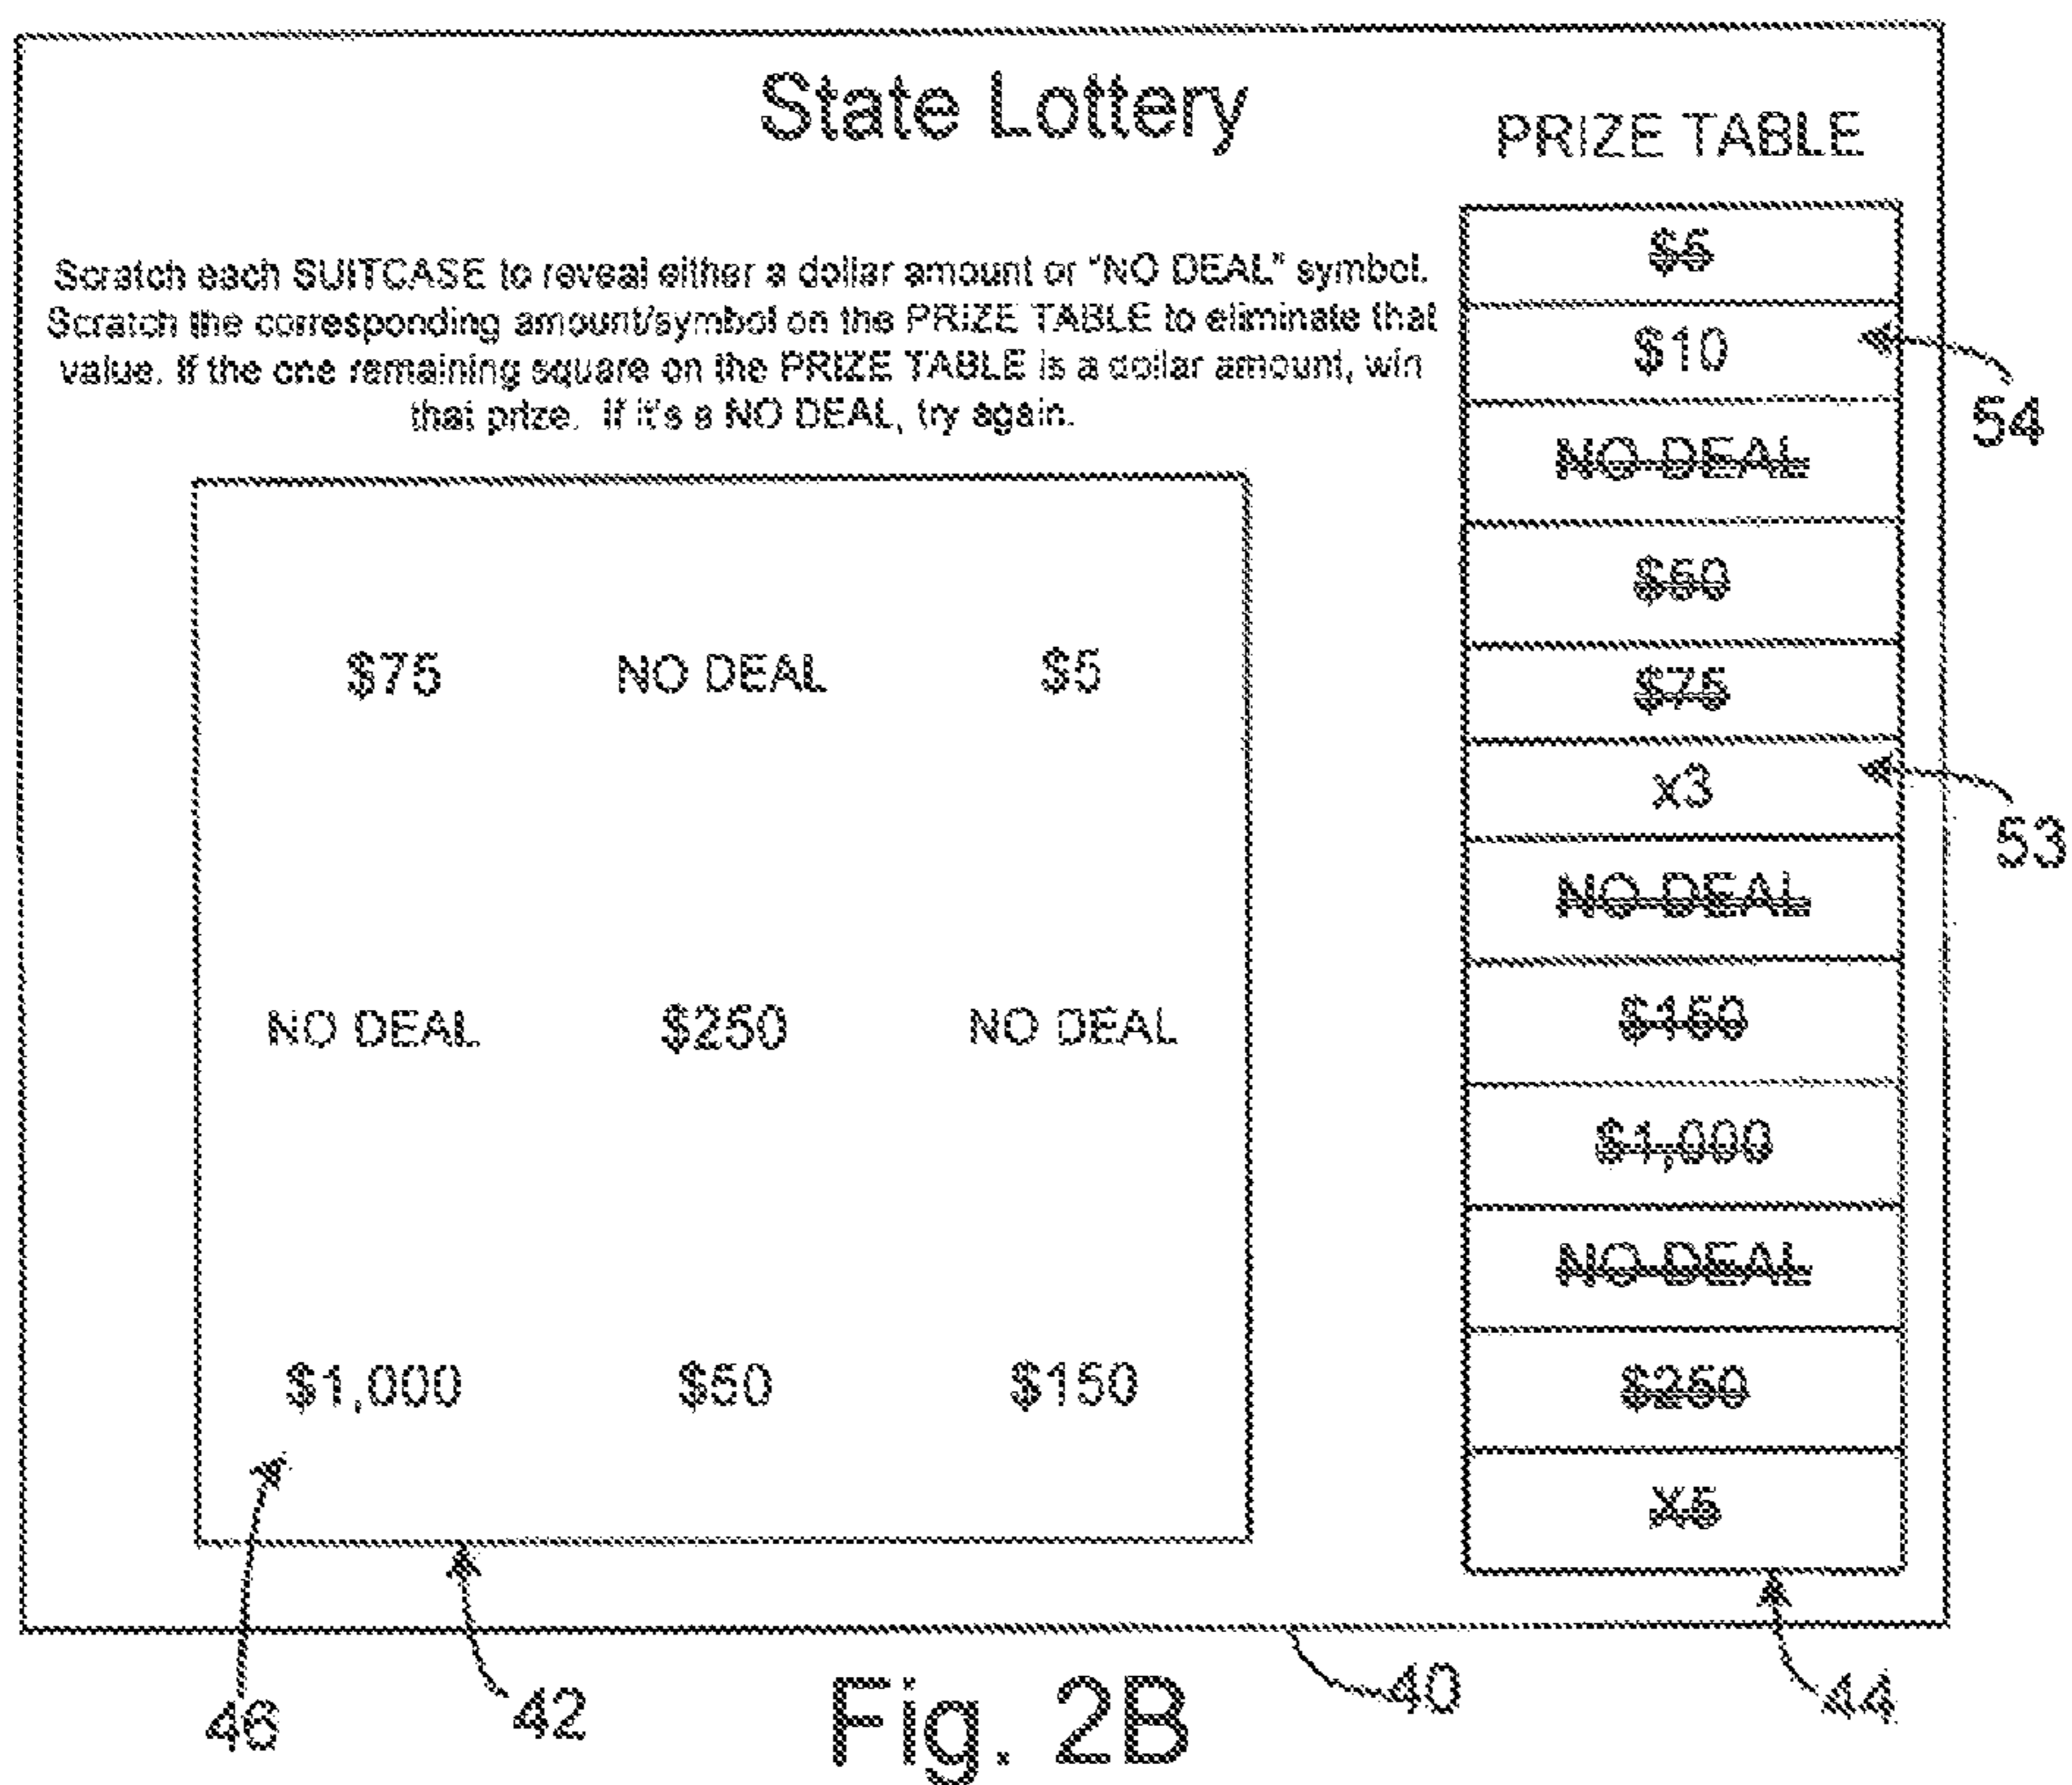 State Lottery
PRIZE TABLE
Scratch each SUITCASE to reveal either a dollar amount or "NO DEAL" symbol.
Scratch the corresponding amount/symbol on the PRIZE TABLE to eliminate that
value. If the one remaining square on the PRIZE TABLE is a dollar amount, win
that prize. If it's a NO DEAL, try again.
$75 NO DEAL $5
NO DEAL $250 NO DEAL
$1,000 $50 $150
$5
$10
NO DEAL
$50
$75
x3
NO DEAL
$150
$1,000
NO DEAL
$250
X5
54
53
46
42
40
44
Fig. 2B